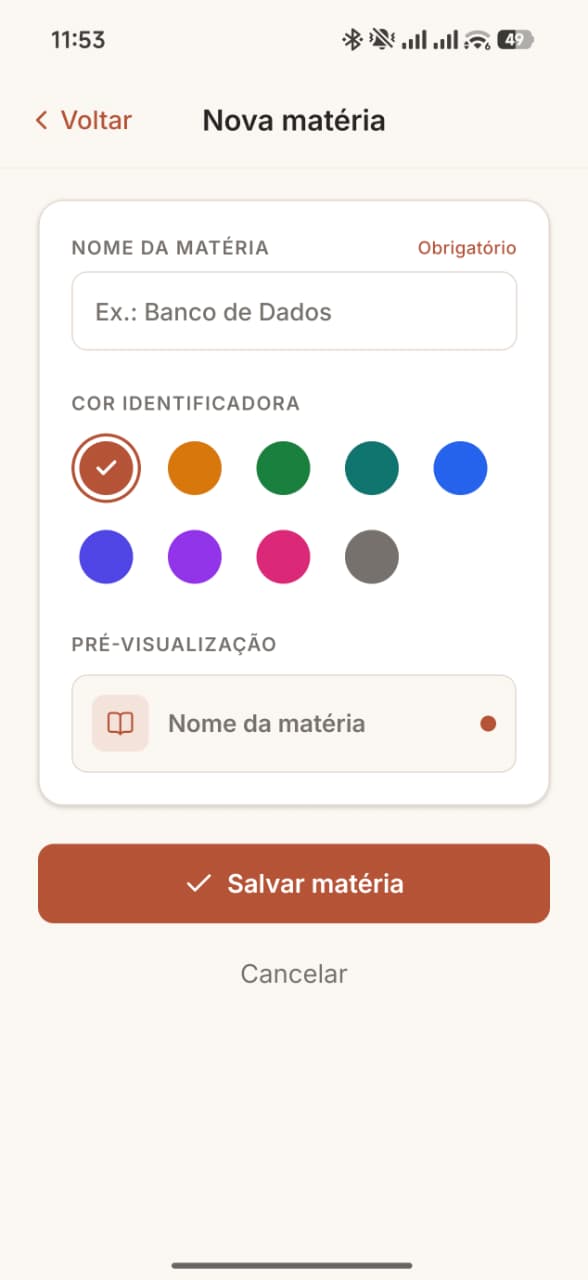 11:53
49
Voltar
Nova matéria
NOME DA MATÉRIA
Obrigatório
Ex.: Banco de Dados
COR IDENTIFICADORA
PRÉ-VISUALIZAÇÃO
Nome da matéria
Salvar matéria
Cancelar